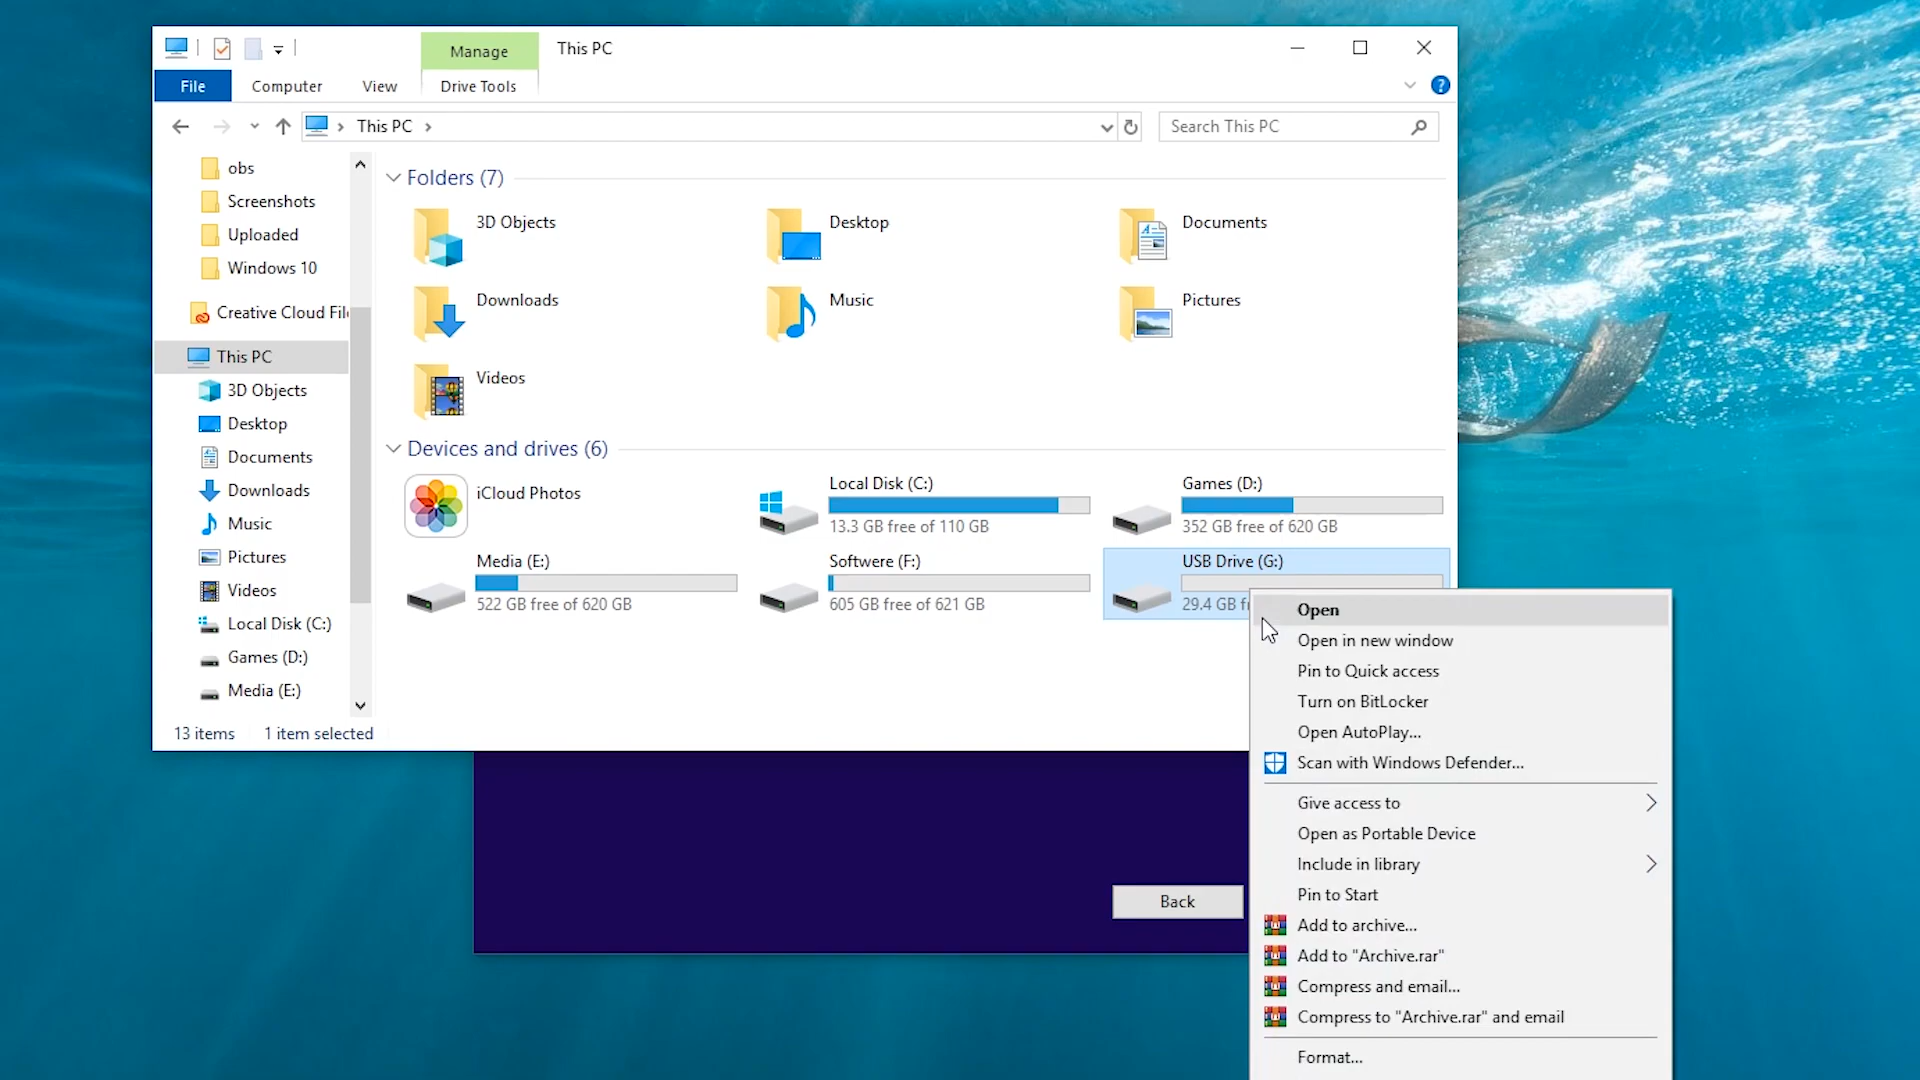 Manage
This PC
File
Computer
View
Drive Tools
This PC
Search This PC
obs
Screenshots
Uploaded
Windows 10
Creative Cloud Fil
This PC
3D Objects
Desktop
Documents
Downloads
Music
Pictures
Videos
Local Disk (C:)
Games (D:)
Media (E:)
Folders (7)
3D Objects
Desktop
Documents
Downloads
Music
Pictures
Videos
Devices and drives (6)
iCloud Photos
Local Disk (C:)
13.3 GB free of 110 GB
Games (D:)
352 GB free of 620 GB
Media (E:)
522 GB free of 620 GB
Softwere (F:)
605 GB free of 621 GB
USB Drive (G:)
29.4 GB f
13 items
1 item selected
Open
Open in new window
Pin to Quick access
Turn on BitLocker
Open AutoPlay...
Scan with Windows Defender...
Give access to
Open as Portable Device
Include in library
Pin to Start
Add to archive...
Add to "Archive.rar"
Compress and email...
Compress to "Archive.rar" and email
Format...
Back